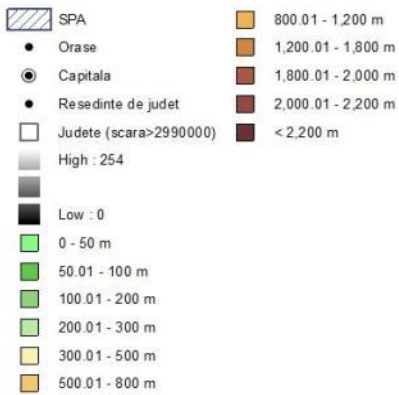 SPA
Orase
Capitala
Resedinte de judet
Judete (scara>2990000)
High : 254
Low : 0
0 - 50 m
50.01 - 100 m
100.01 - 200 m
200.01 - 300 m
300.01 - 500 m
500.01 - 800 m
800.01 - 1,200 m
1,200.01 - 1,800 m
1,800.01 - 2,000 m
2,000.01 - 2,200 m
< 2,200 m